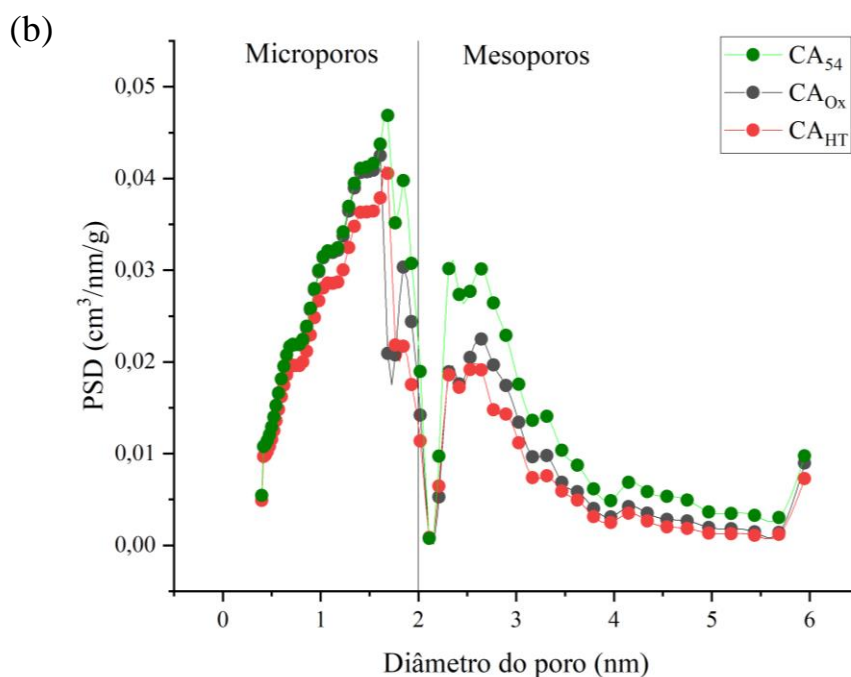 (b)
Microporos
Mesoporos
CA54
CAOx
CAHT
PSD (cm³/nm/g)
0,05
0,04
0,03
0,02
0,01
0,00
0 1 2 3 4 5 6
Diâmetro do poro (nm)